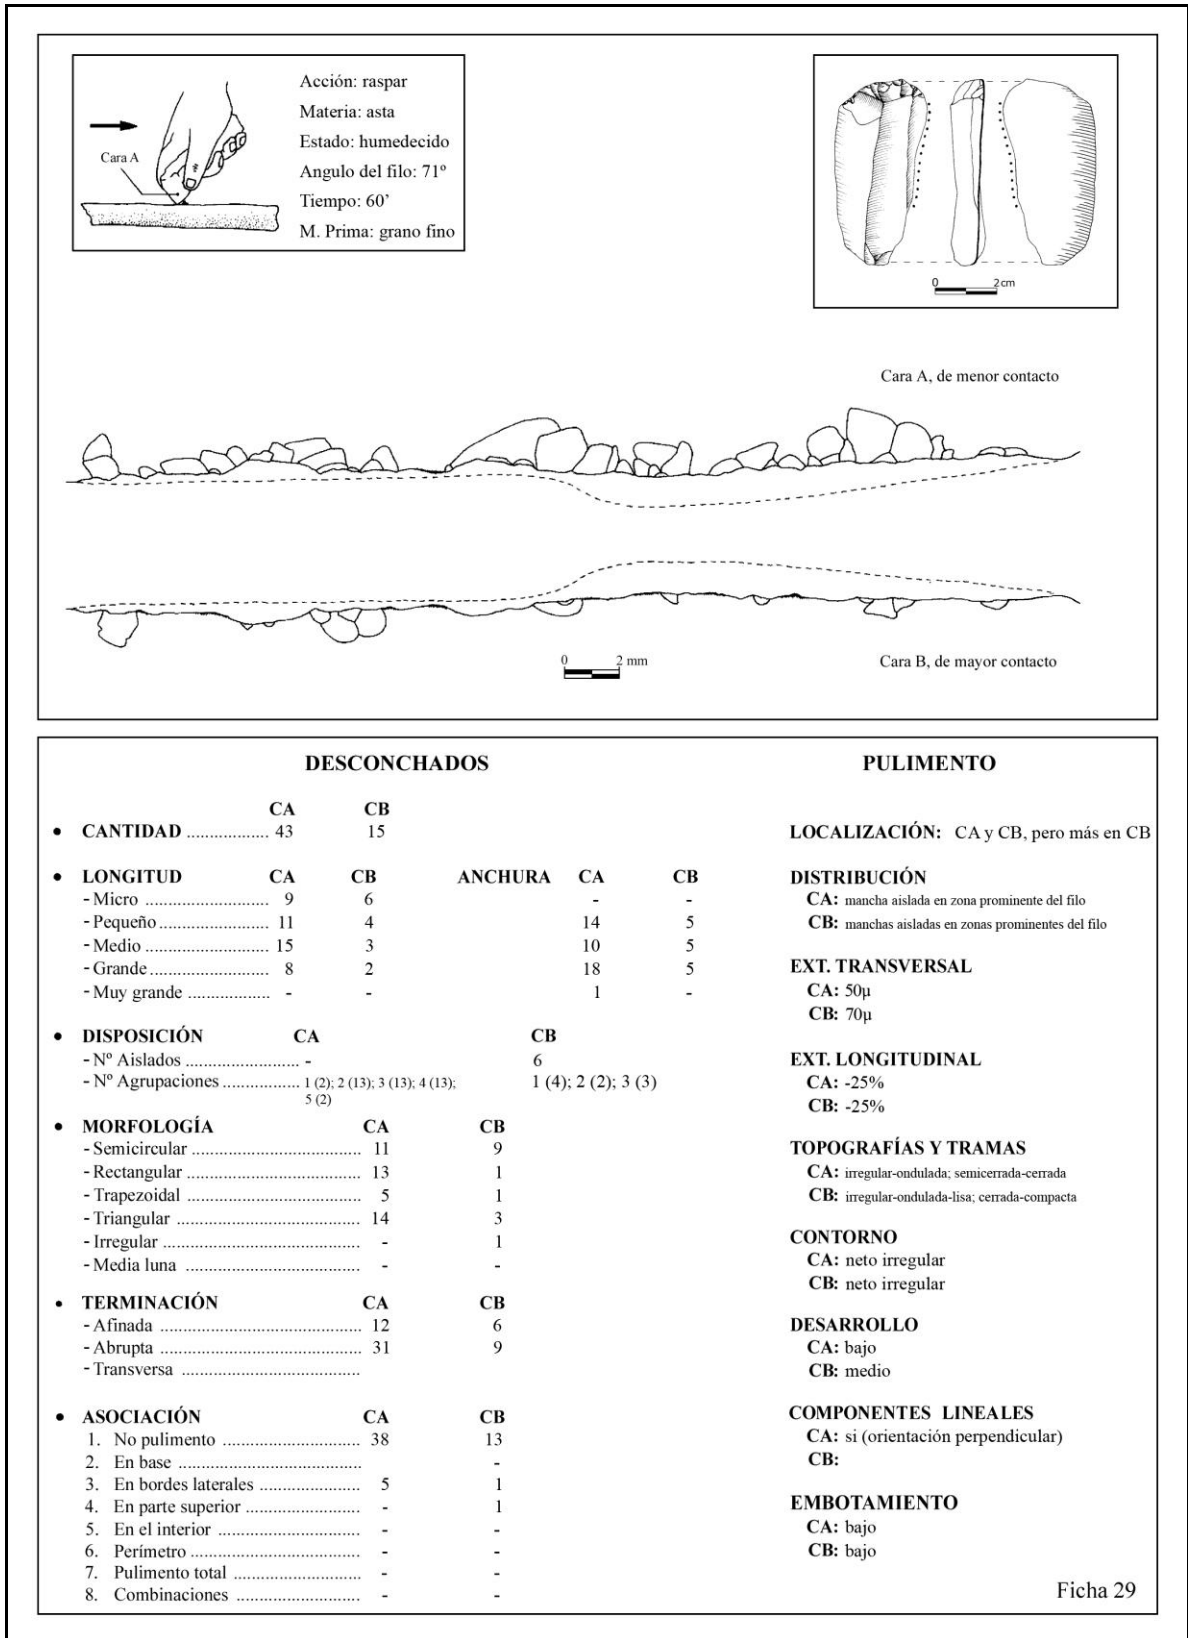 Acción: raspar
Materia: asta
Estado: humedecido
Angulo del filo: 71º
Tiempo: 60’
M. Prima: grano fino
Cara A
0 2cm
Cara A, de menor contacto
0 2 mm
Cara B, de mayor contacto
DESCONCHADOS
CA CB
• CANTIDAD .................. 43 15
• LONGITUD CA CB ANCHURA CA CB
- Micro .......................... 9 6 - -
- Pequeño ....................... 11 4 14 5
- Medio .......................... 15 3 10 5
- Grande ......................... 8 2 18 5
- Muy grande ................. - - 1 -
• DISPOSICIÓN CA CB
- Nº Aislados ........................ - 6
- Nº Agrupaciones ................ 1 (2); 2 (13); 3 (13); 4 (13); 1 (4); 2 (2); 3 (3)
5 (2)
• MORFOLOGÍA CA CB
- Semicircular ..................................... 11 9
- Rectangular ...................................... 13 1
- Trapezoidal ....................................... 5 1
- Triangular ........................................ 14 3
- Irregular ........................................... - 1
- Media luna ...................................... - -
• TERMINACIÓN CA CB
- Afinada ............................................ 12 6
- Abrupta ............................................ 31 9
- Transversa .......................................
• ASOCIACIÓN CA CB
1. No pulimento .............................. 38 13
2. En base ........................................ -
3. En bordes laterales ...................... 5 1
4. En parte superior ......................... - 1
5. En el interior ............................... - -
6. Perímetro ..................................... - -
7. Pulimento total ............................ - -
8. Combinaciones ........................... - -
PULIMENTO
LOCALIZACIÓN: CA y CB, pero más en CB
DISTRIBUCIÓN
CA: mancha aislada en zona prominente del filo
CB: manchas aisladas en zonas prominentes del filo
EXT. TRANSVERSAL
CA: 50µ
CB: 70µ
EXT. LONGITUDINAL
CA: -25%
CB: -25%
TOPOGRAFÍAS Y TRAMAS
CA: irregular-ondulada; semicerrada-cerrada
CB: irregular-ondulada-lisa; cerrada-compacta
CONTORNO
CA: neto irregular
CB: neto irregular
DESARROLLO
CA: bajo
CB: medio
COMPONENTES LINEALES
CA: si (orientación perpendicular)
CB:
EMBOTAMIENTO
CA: bajo
CB: bajo
Ficha 29